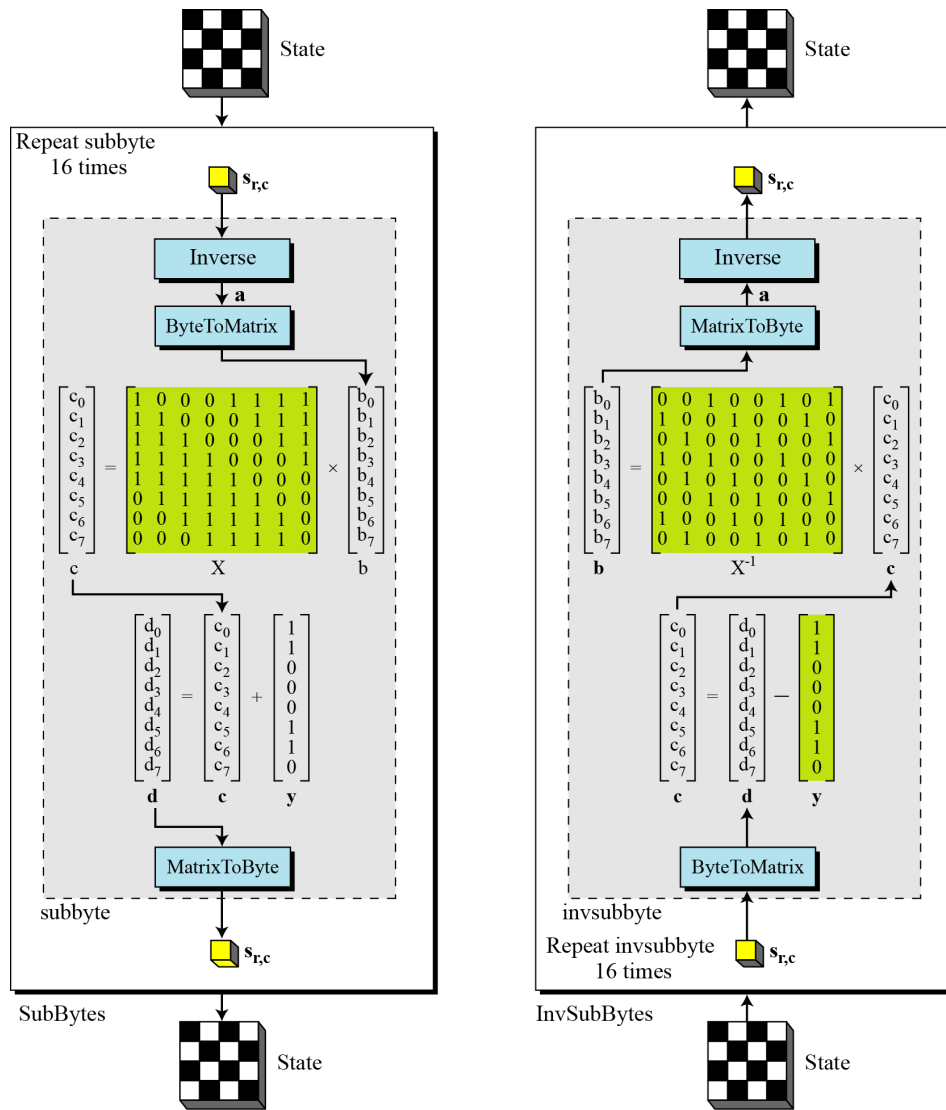 State
Repeat subbyte
16 times
s_r,c
Inverse
a
ByteToMatrix
c0 1 0 0 0 1 1 1 1 b0
c1 1 1 0 0 0 1 1 1 b1
c2 1 1 1 0 0 0 1 1 b2
c3 1 1 1 1 0 0 0 1 b3
= ×
c4 1 1 1 1 1 0 0 0 b4
c5 0 1 1 1 1 1 0 0 b5
c6 0 0 1 1 1 1 1 0 b6
c7 0 0 0 1 1 1 1 0 b7
c X b
d0 c0 1
d1 c1 1
d2 c2 0
d3 c3 0
= +
d4 c4 0
d5 c5 1
d6 c6 1
d7 c7 0
d c y
MatrixToByte
subbyte
s_r,c
SubBytes
State
State
s_r,c
Inverse
a
MatrixToByte
b0 0 0 1 0 0 1 0 1 c0
b1 1 0 0 1 0 0 1 0 c1
b2 0 1 0 0 1 0 0 1 c2
b3 1 0 1 0 0 1 0 0 c3
= ×
b4 0 1 0 1 0 0 1 0 c4
b5 0 0 1 0 1 0 0 1 c5
b6 1 0 0 1 0 1 0 0 c6
b7 0 1 0 0 1 0 1 0 c7
b X-1 c
c0 d0 1
c1 d1 1
c2 d2 0
c3 d3 0
= −
c4 d4 0
c5 d5 1
c6 d6 1
c7 d7 0
c d y
ByteToMatrix
invsubbyte
Repeat invsubbyte
16 times
s_r,c
InvSubBytes
State